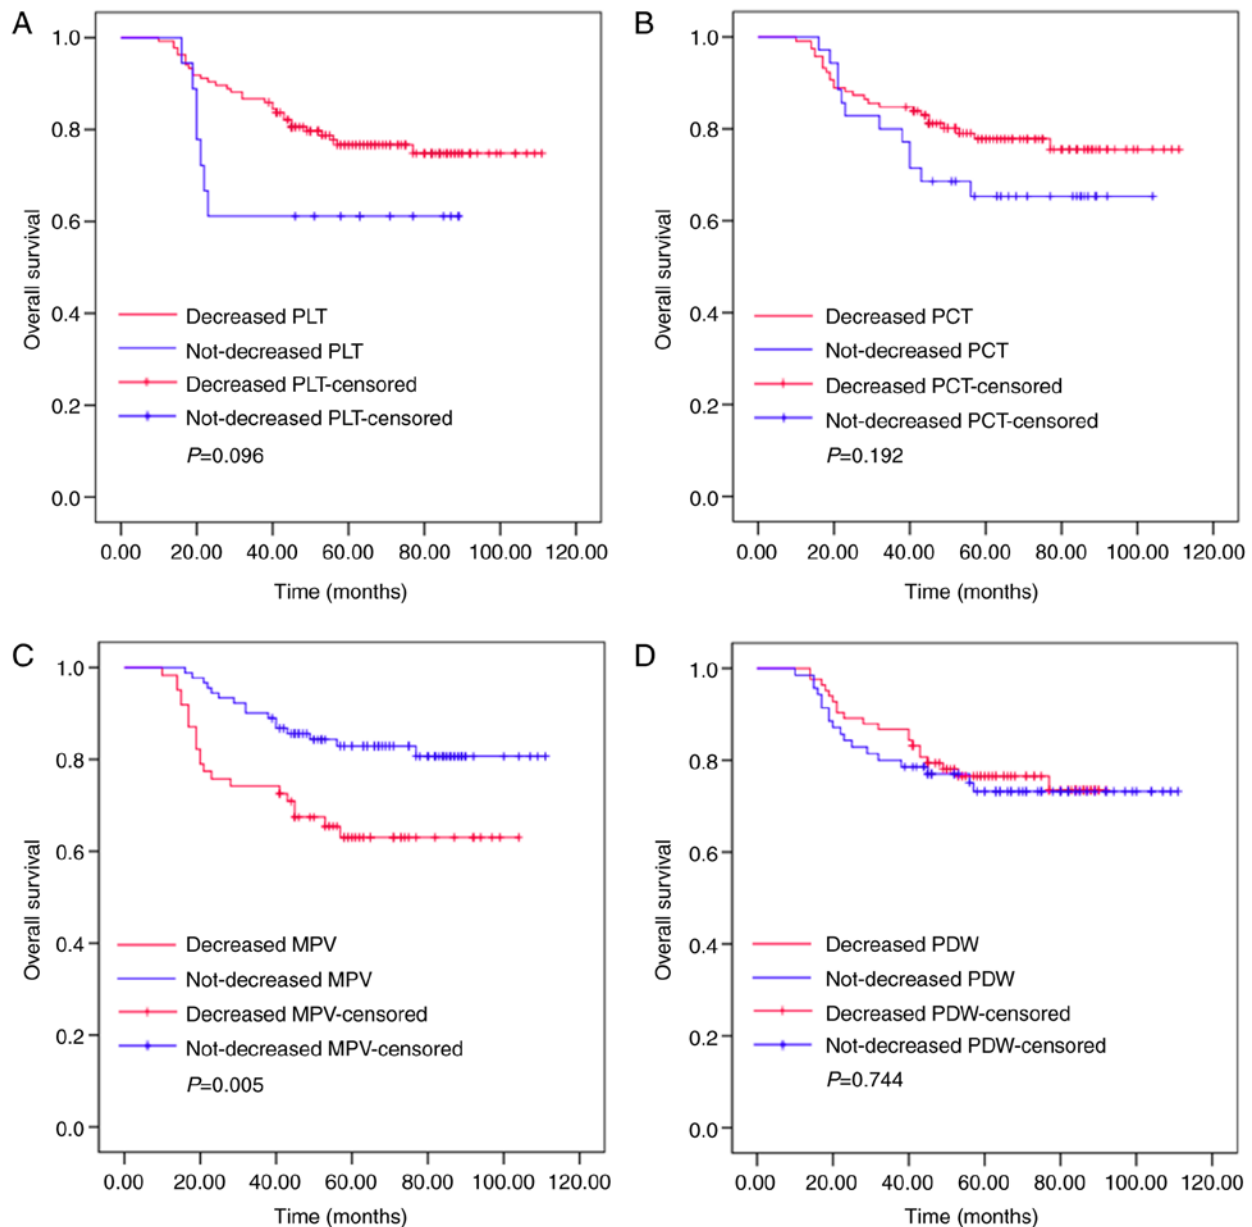 A
1.0
0.8
0.6
0.4
0.2
0.0
Overall survival
Decreased PLT
Not-decreased PLT
Decreased PLT-censored
Not-decreased PLT-censored
P=0.096
0.00 20.00 40.00 60.00 80.00 100.00 120.00
Time (months)
B
1.0
0.8
0.6
0.4
0.2
0.0
Overall survival
Decreased PCT
Not-decreased PCT
Decreased PCT-censored
Not-decreased PCT-censored
P=0.192
0.00 20.00 40.00 60.00 80.00 100.00 120.00
Time (months)
C
1.0
0.8
0.6
0.4
0.2
0.0
Overall survival
Decreased MPV
Not-decreased MPV
Decreased MPV-censored
Not-decreased MPV-censored
P=0.005
0.00 20.00 40.00 60.00 80.00 100.00 120.00
Time (months)
D
1.0
0.8
0.6
0.4
0.2
0.0
Overall survival
Decreased PDW
Not-decreased PDW
Decreased PDW-censored
Not-decreased PDW-censored
P=0.744
0.00 20.00 40.00 60.00 80.00 100.00 120.00
Time (months)